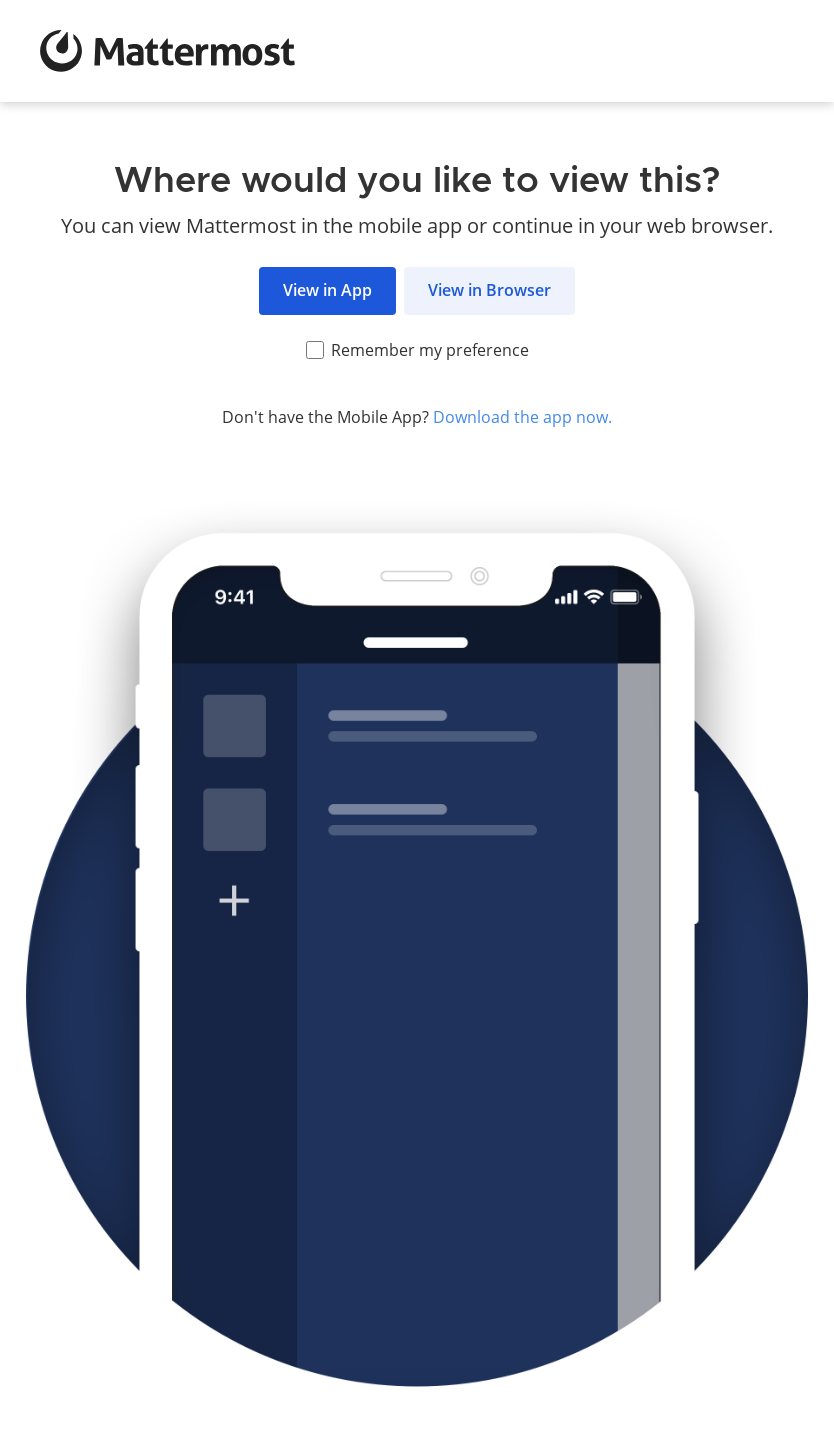 Mattermost
Where would you like to view this?
You can view Mattermost in the mobile app or continue in your web browser.
View in App
View in Browser
Remember my preference
Don't have the Mobile App? Download the app now.
9:41